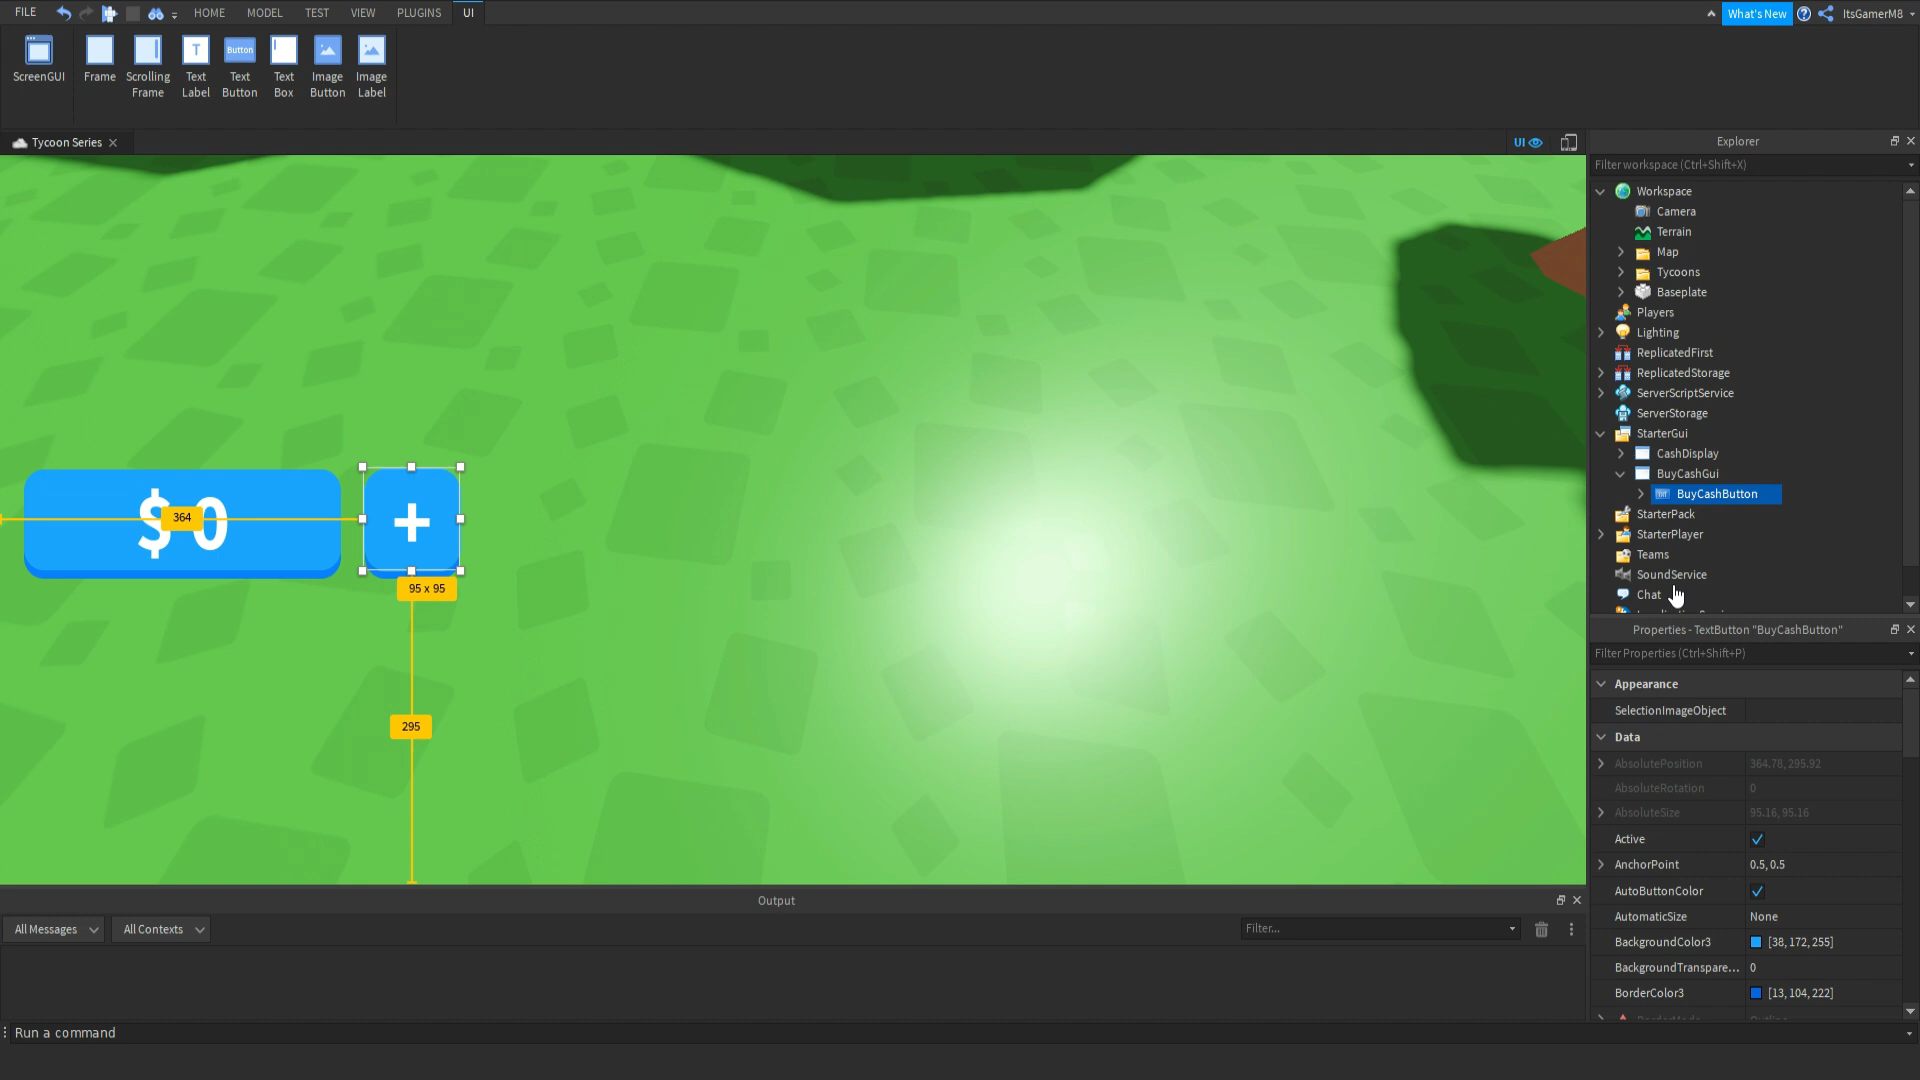 FILE
HOME
MODEL
TEST
VIEW
PLUGINS
UI
What's New
ItsGamerM8
ScreenGUI
Frame
Scrolling Frame
Text Label
Button
Text Button
Text Box
Image Button
Image Label
Tycoon Series
UI
Explorer
Filter workspace (Ctrl+Shift+X)
Workspace
Camera
Terrain
Map
Tycoons
Baseplate
Players
Lighting
ReplicatedFirst
ReplicatedStorage
ServerScriptService
ServerStorage
StarterGui
CashDisplay
BuyCashGui
BuyCashButton
StarterPack
StarterPlayer
Teams
SoundService
Chat
$ 0
364
+
95 x 95
295
Properties - TextButton "BuyCashButton"
Filter Properties (Ctrl+Shift+P)
Appearance
SelectionImageObject
Data
AbsolutePosition 364.78, 295.92
AbsoluteRotation 0
AbsoluteSize 95.16, 95.16
Active
AnchorPoint 0.5, 0.5
AutoButtonColor
AutomaticSize None
BackgroundColor3 [38, 172, 255]
BackgroundTranspare... 0
BorderColor3 [13, 104, 222]
Output
All Messages
All Contexts
Filter...
Run a command